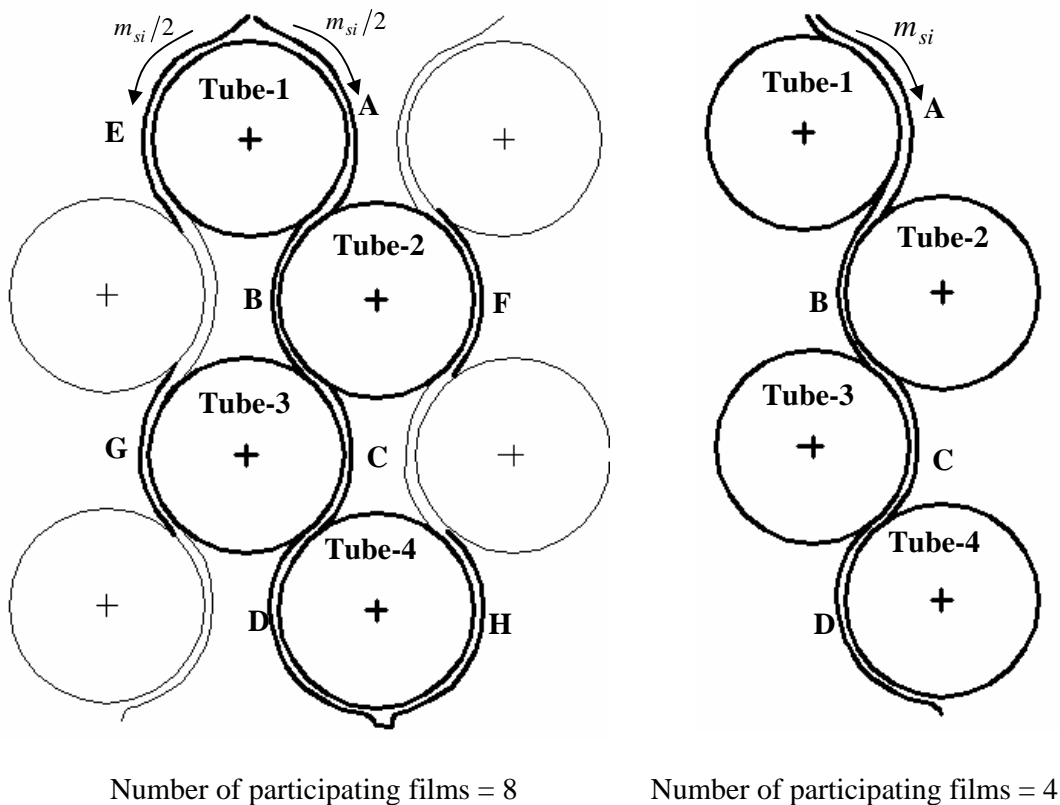 m_si/2 m_si/2 m_si
Tube-1 Tube-1
A A
E
Tube-2 Tube-2
B F B
Tube-3 Tube-3
G C C
Tube-4 Tube-4
D H D
Number of participating films = 8 Number of participating films = 4